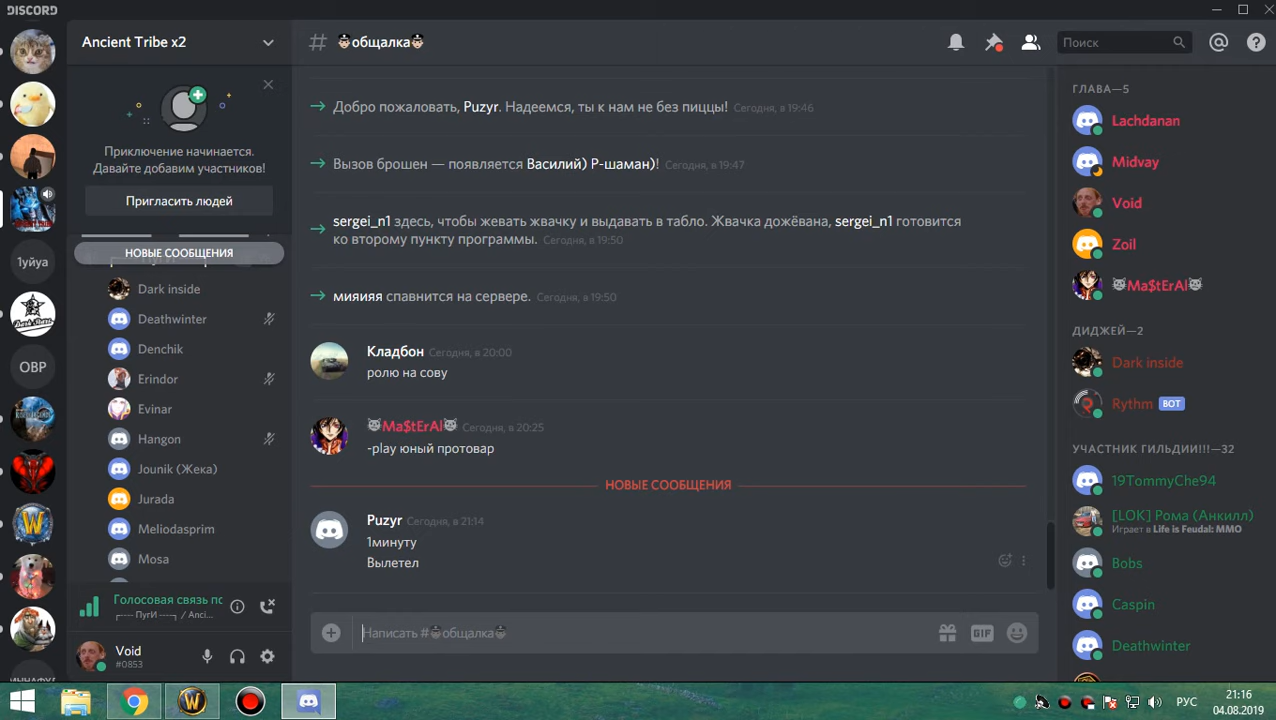 DISCORD
Ancient Tribe x2
Приключение начинается.
Давайте добавим участников!
Пригласить людей
НОВЫЕ СООБЩЕНИЯ
Dark inside
Deathwinter
Denchik
Erindor
Evinar
Hangon
Jounik (Жека)
Jurada
Meliodasprim
Mosa
Голосовая связь по
ПугИ / Anci...
Void
#0853
1уйуа
ОВР
# общалка
Поиск
Добро пожаловать, Puzyr. Надеемся, ты к нам не без пиццы! Сегодня, в 19:46
Вызов брошен — появляется Василий) Р-шаман)! Сегодня, в 19:47
sergei_n1 здесь, чтобы жевать жвачку и выдавать в табло. Жвачка дожёвана, sergei_n1 готовится
ко второму пункту программы. Сегодня, в 19:50
мияияя спавнится на сервере. Сегодня, в 19:50
Кладбон Сегодня, в 20:00
ролю на сову
Ma$tErAl Сегодня, в 20:25
-play юный протовар
НОВЫЕ СООБЩЕНИЯ
Puzyr Сегодня, в 21:14
1минуту
Вылетел
Написать #общалка
GIF
ГЛАВА—5
Lachdanan
Midvay
Void
Zoil
Ma$tErAl
ДИДЖЕЙ—2
Dark inside
Rythm BOT
УЧАСТНИК ГИЛЬДИИ!!!—32
19TommyChe94
[LOK] Рома (Анкилл)
Играет в Life is Feudal: MMO
Bobs
Caspin
Deathwinter
РУС
21:16
04.08.2019